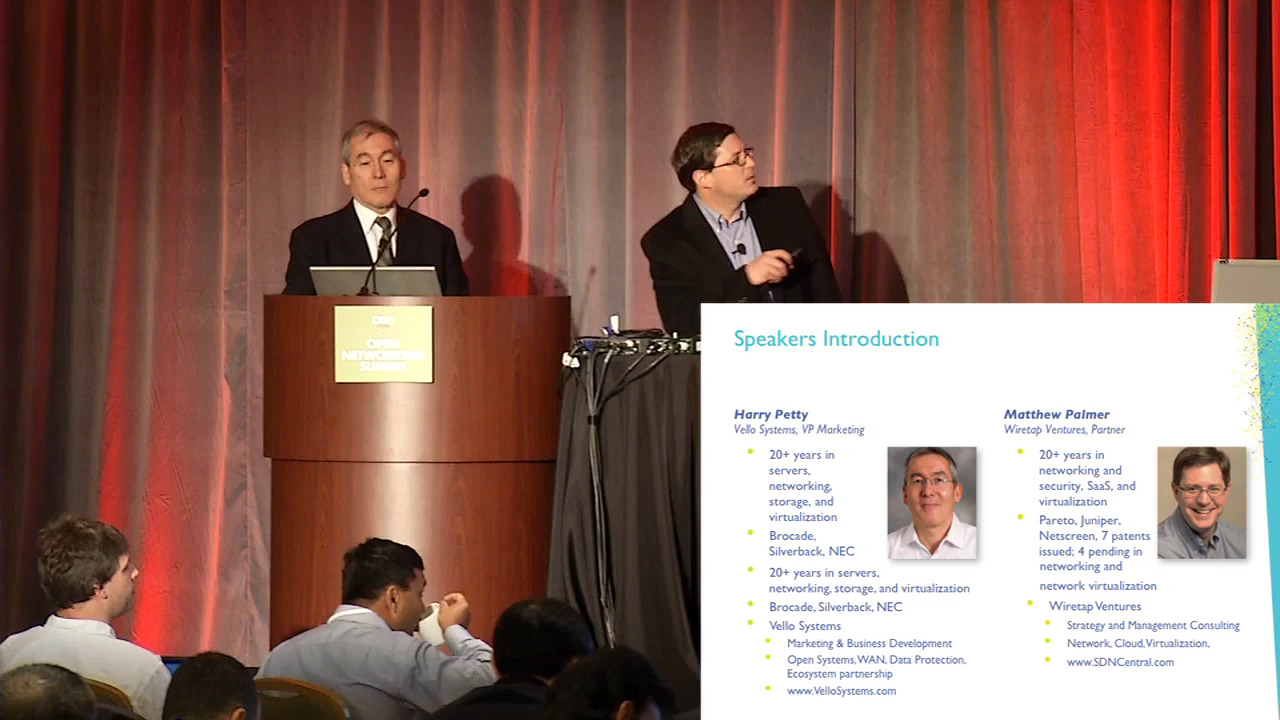 OPEN
NETWORKING
SUMMIT
Speakers Introduction
Harry Petty
Vello Systems, VP Marketing
20+ years in
servers,
networking,
storage, and
virtualization
Brocade,
Silverback, NEC
20+ years in servers,
networking, storage, and virtualization
Brocade, Silverback, NEC
Vello Systems
Marketing & Business Development
Open Systems, WAN, Data Protection,
Ecosystem partnership
www.VelloSystems.com
Matthew Palmer
Wiretap Ventures, Partner
20+ years in
networking and
security, SaaS, and
virtualization
Pareto, Juniper,
Netscreen, 7 patents
issued; 4 pending in
networking and
network virtualization
Wiretap Ventures
Strategy and Management Consulting
Network, Cloud, Virtualization,
www.SDNCentral.com